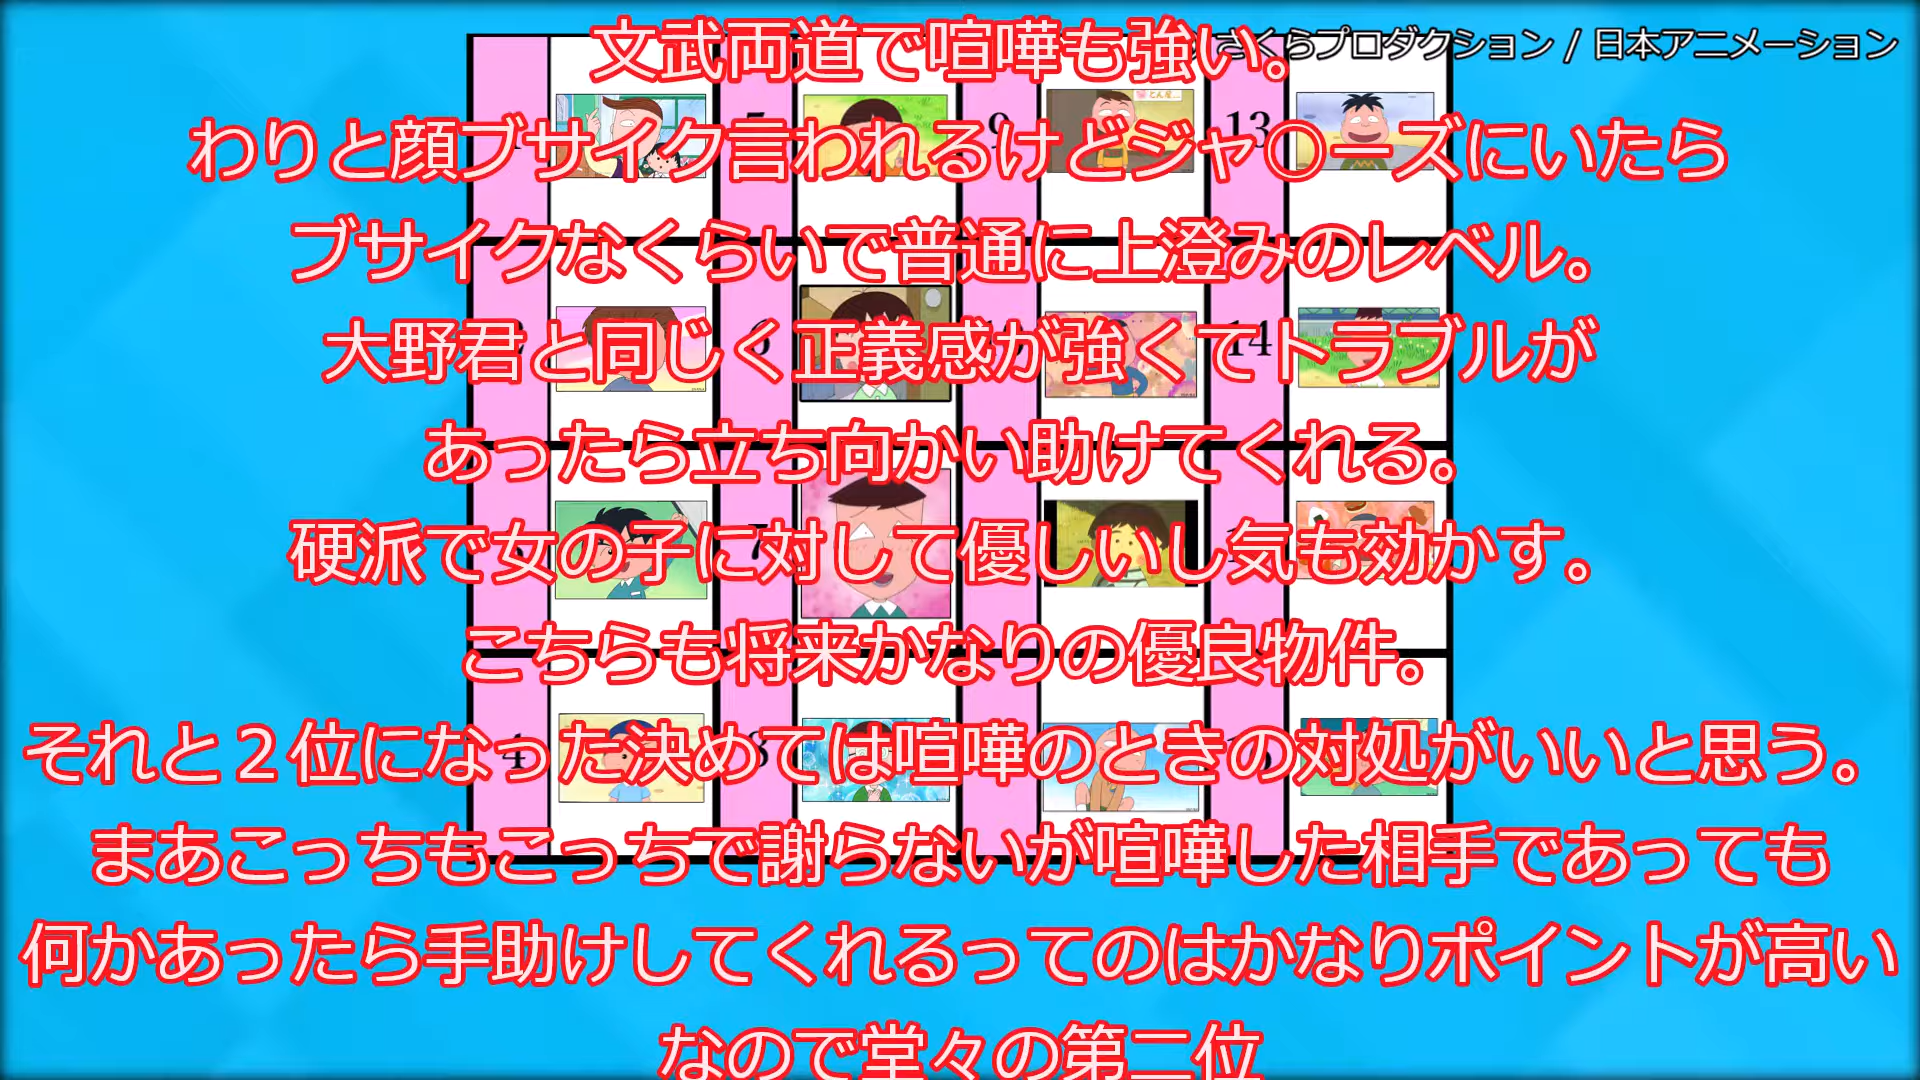 文武両道で喧嘩も強い。
さくらプロダクション / 日本アニメーション
わりと顔ブサイク言われるけどジャ〇ーズにいたら
ブサイクなくらいで普通に上澄みのレベル。
大野君と同じく正義感が強くてトラブルが
あったら立ち向かい助けてくれる。
硬派で女の子に対して優しいし気も効かす。
こちらも将来かなりの優良物件。
それと２位になった決めては喧嘩のときの対処がいいと思う。
まあこっちもこっちで謝らないが喧嘩した相手であっても
何かあったら手助けしてくれるってのはかなりポイントが高い
なので堂々の第二位
9
13
14
4
8